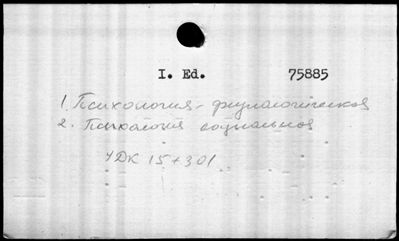 I. Ed. 75885
1. Психология физиологическая
2. Психология социальная
УДК 15+301